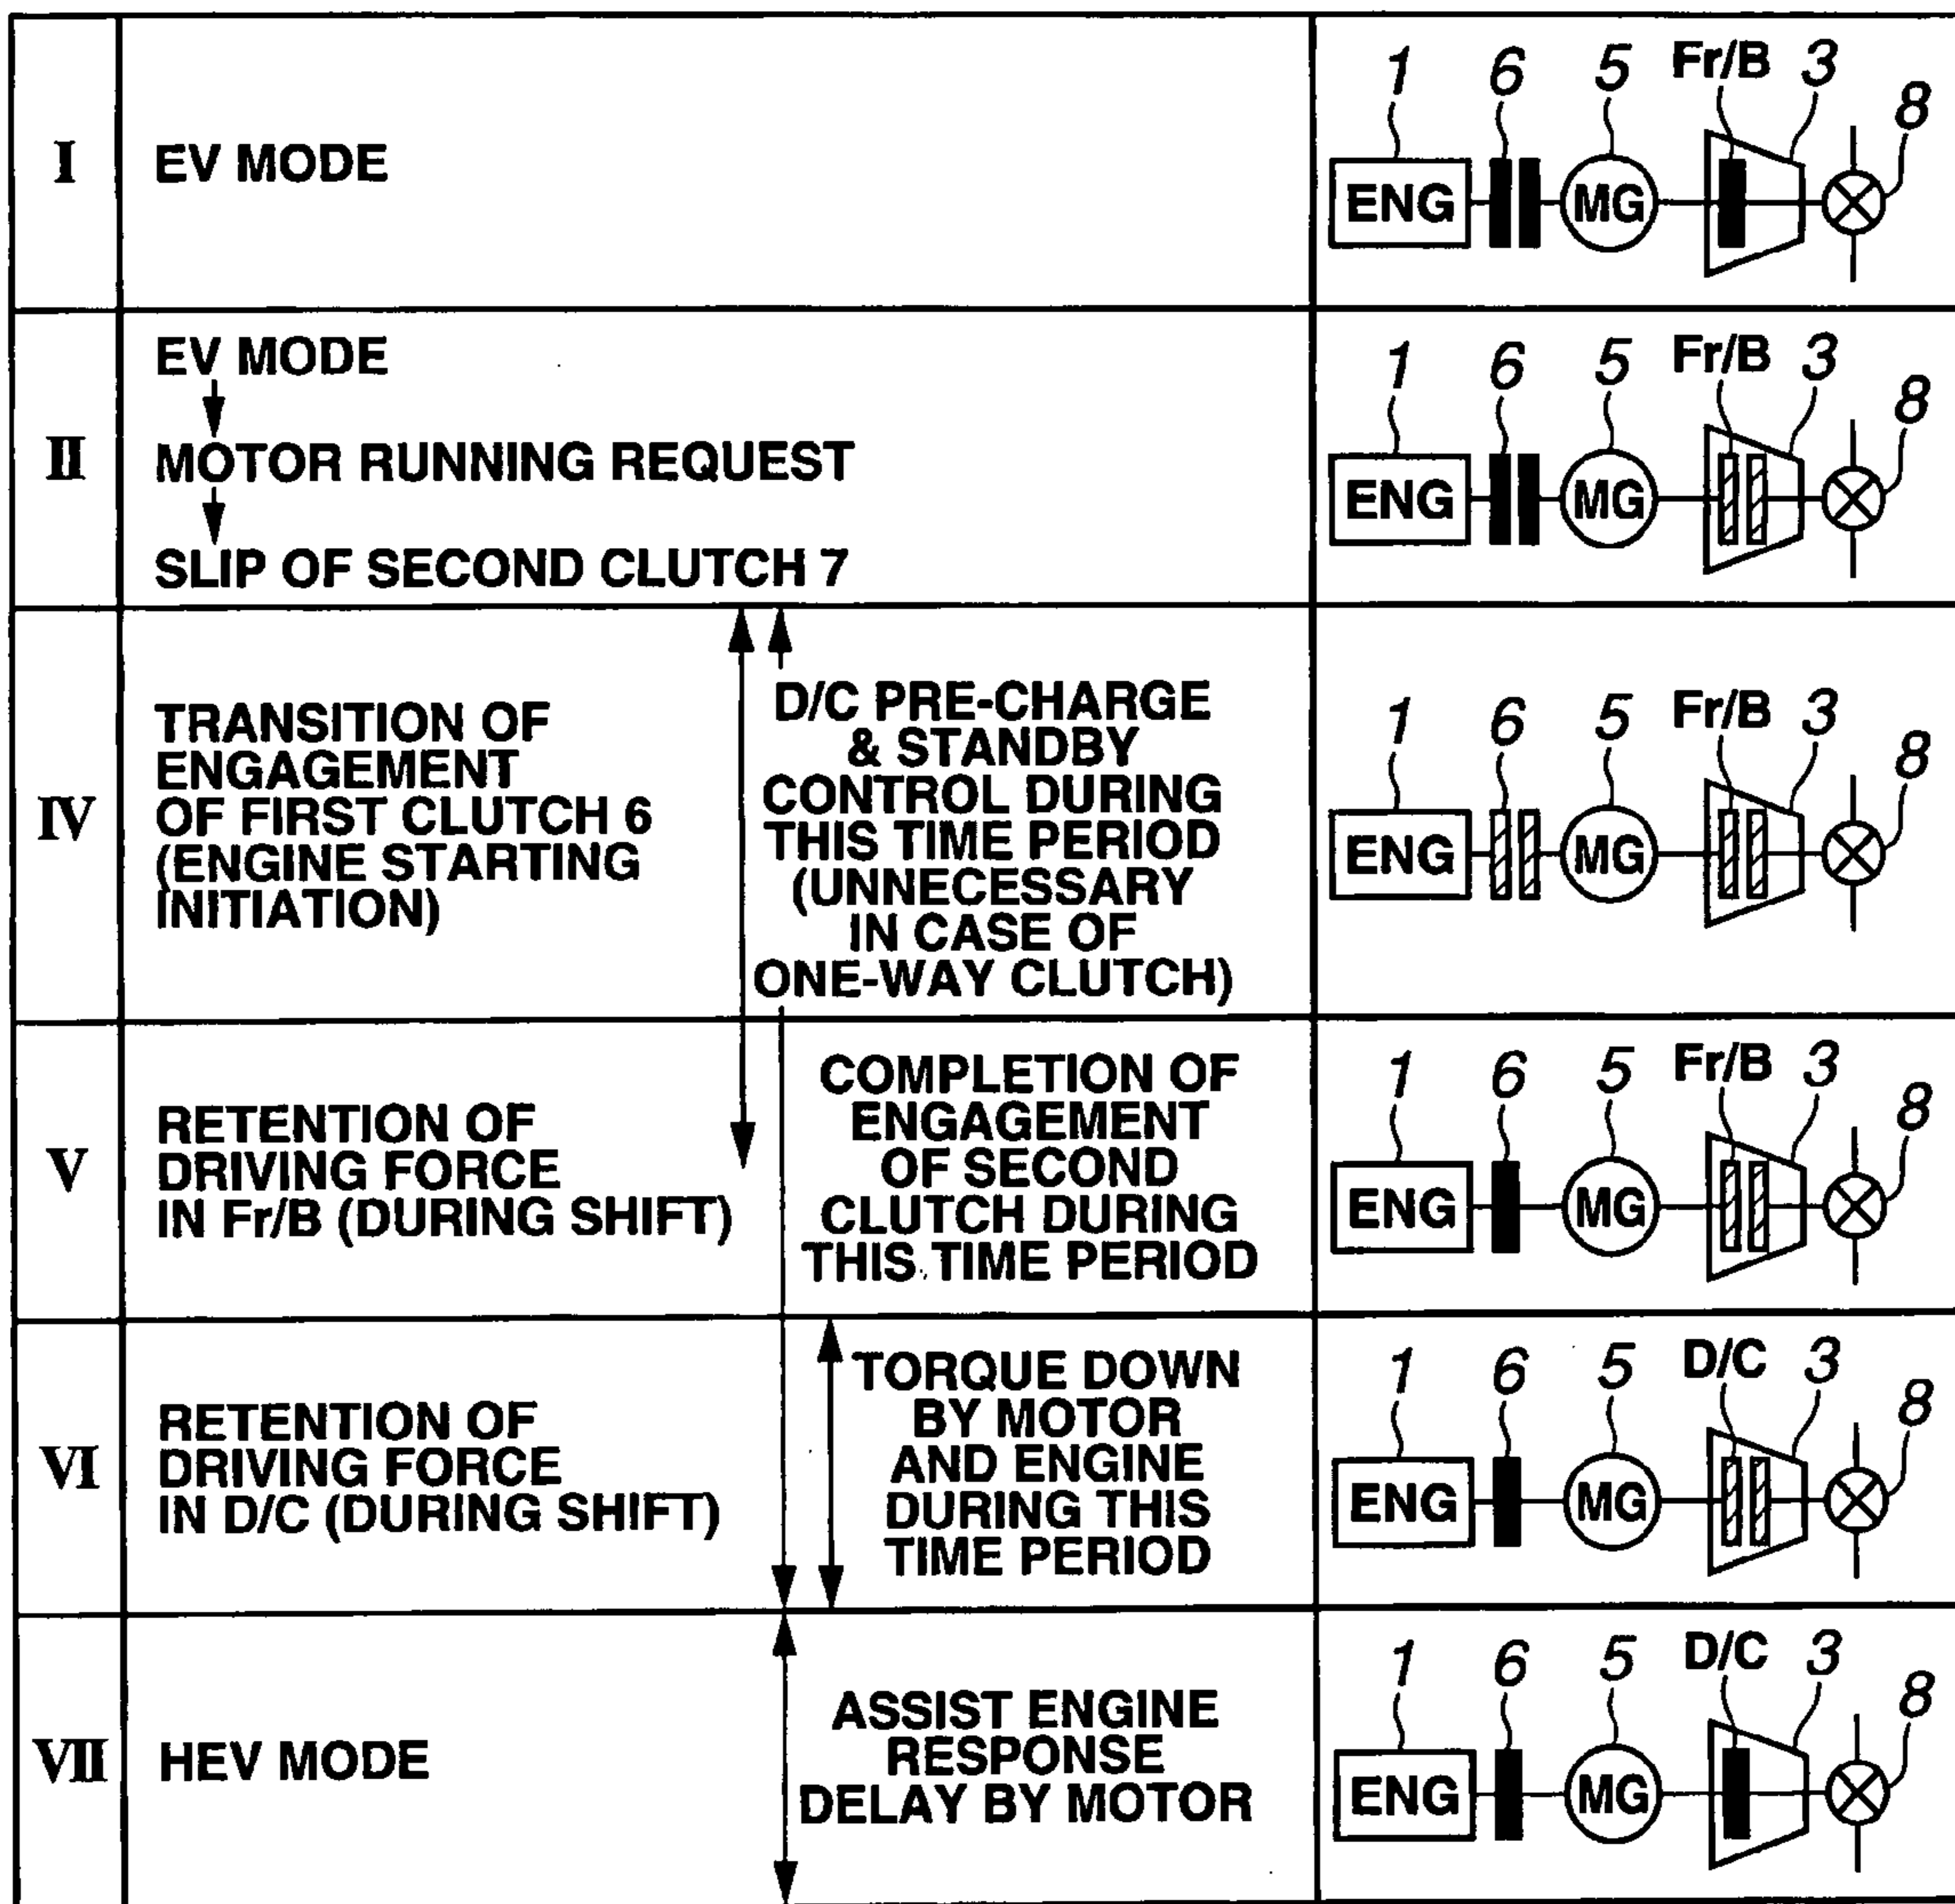 I
EV MODE
1 6 5 Fr/B 3
8
ENG MG
II
EV MODE
MOTOR RUNNING REQUEST
SLIP OF SECOND CLUTCH 7
1 6 5 Fr/B 3
8
ENG MG
IV
TRANSITION OF
ENGAGEMENT
OF FIRST CLUTCH 6
(ENGINE STARTING
INITIATION)
D/C PRE-CHARGE
& STANDBY
CONTROL DURING
THIS TIME PERIOD
(UNNECESSARY
IN CASE OF
ONE-WAY CLUTCH)
1 6 5 Fr/B 3
8
ENG MG
V
RETENTION OF
DRIVING FORCE
IN Fr/B (DURING SHIFT)
COMPLETION OF
ENGAGEMENT
OF SECOND
CLUTCH DURING
THIS TIME PERIOD
1 6 5 Fr/B 3
8
ENG MG
VI
RETENTION OF
DRIVING FORCE
IN D/C (DURING SHIFT)
TORQUE DOWN
BY MOTOR
AND ENGINE
DURING THIS
TIME PERIOD
1 6 5 D/C 3
8
ENG MG
VII
HEV MODE
ASSIST ENGINE
RESPONSE
DELAY BY MOTOR
1 6 5 D/C 3
8
ENG MG